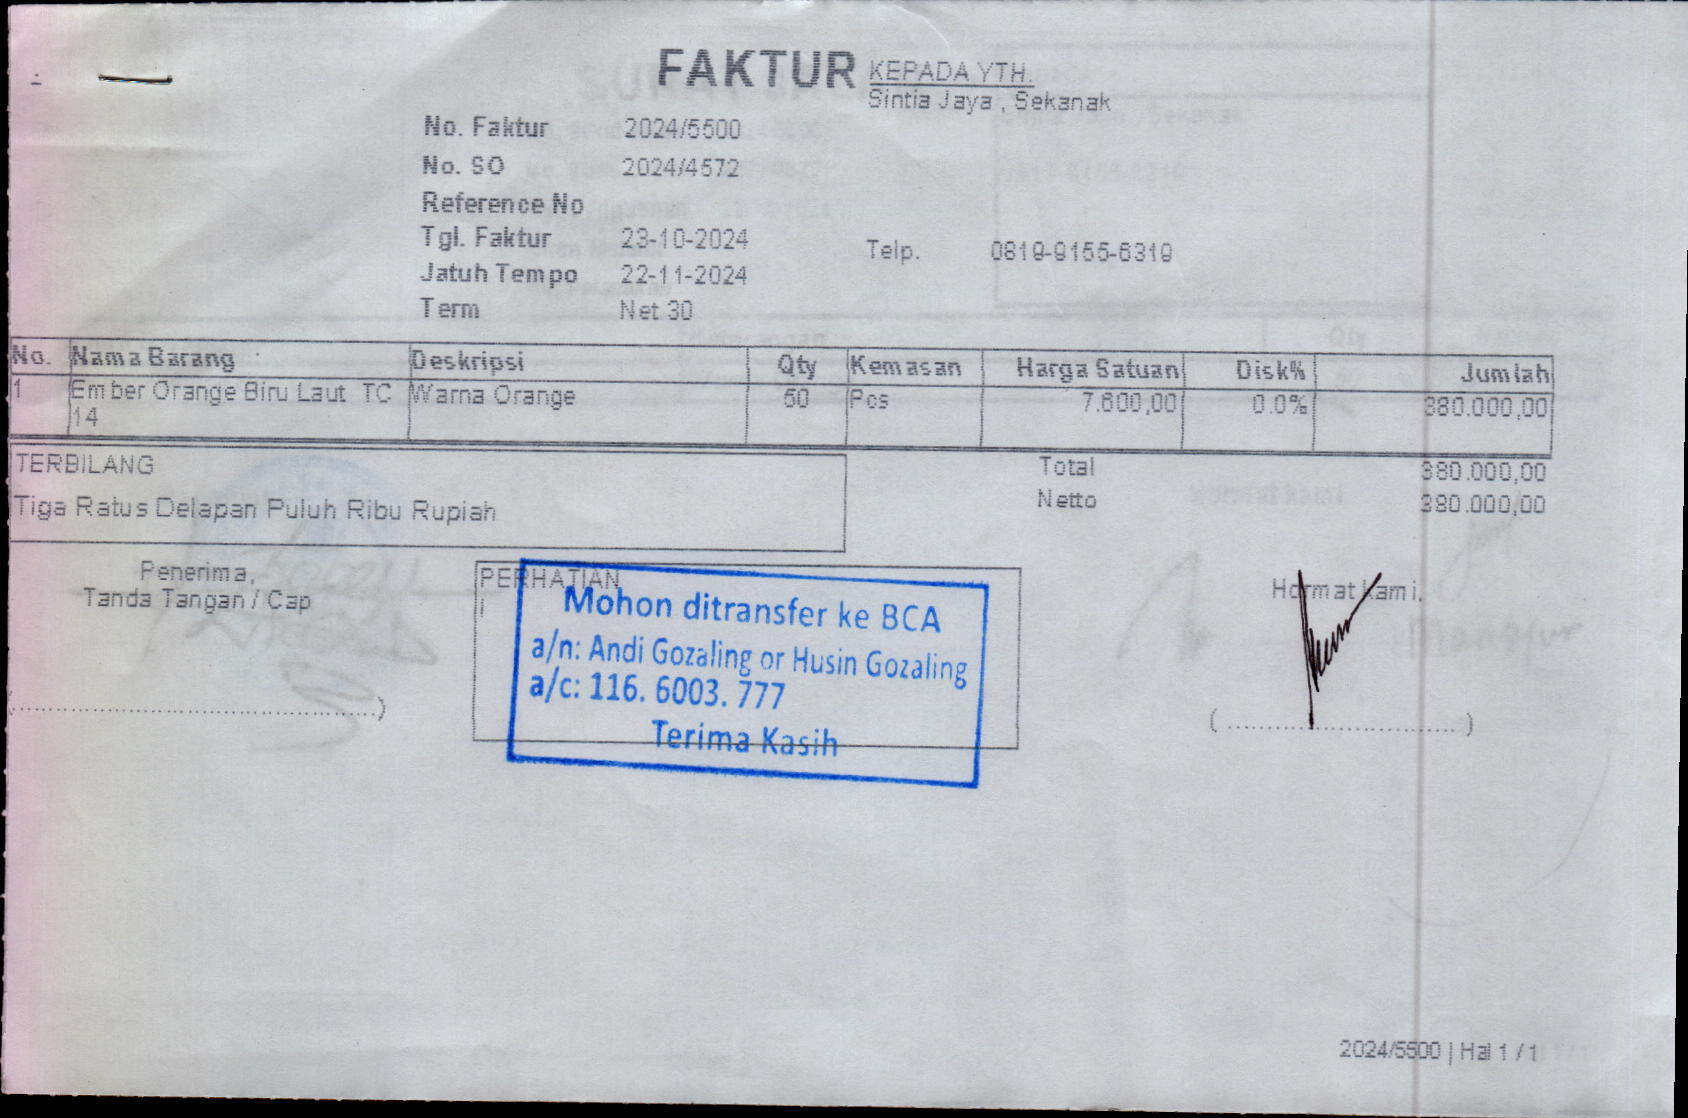 FAKTUR
KEPADA YTH.
Sintia Jaya , Sekanak
No. Faktur 2024/5500
No. SO 2024/4572
Reference No
Tgl. Faktur 23-10-2024
Telp. 0819-9155-6319
Jatuh Tempo 22-11-2024
Term Net 30
No. Nama Barang Deskripsi Qty Kemasan Harga Satuan Disk% Jumlah
1 Ember Orange Biru Laut TC Warna Orange 50 Pcs 7.600,00 0.0% 380.000,00
14
TERBILANG
Total 380.000,00
Tiga Ratus Delapan Puluh Ribu Rupiah
Netto 380.000,00
Penerima,
Tanda Tangan / Cap
PERHATIAN
Mohon ditransfer ke BCA
a/n: Andi Gozaling or Husin Gozaling
a/c: 116. 6003. 777
Terima Kasih
Hormat Kami,
2024/5500 | Hal 1 / 1